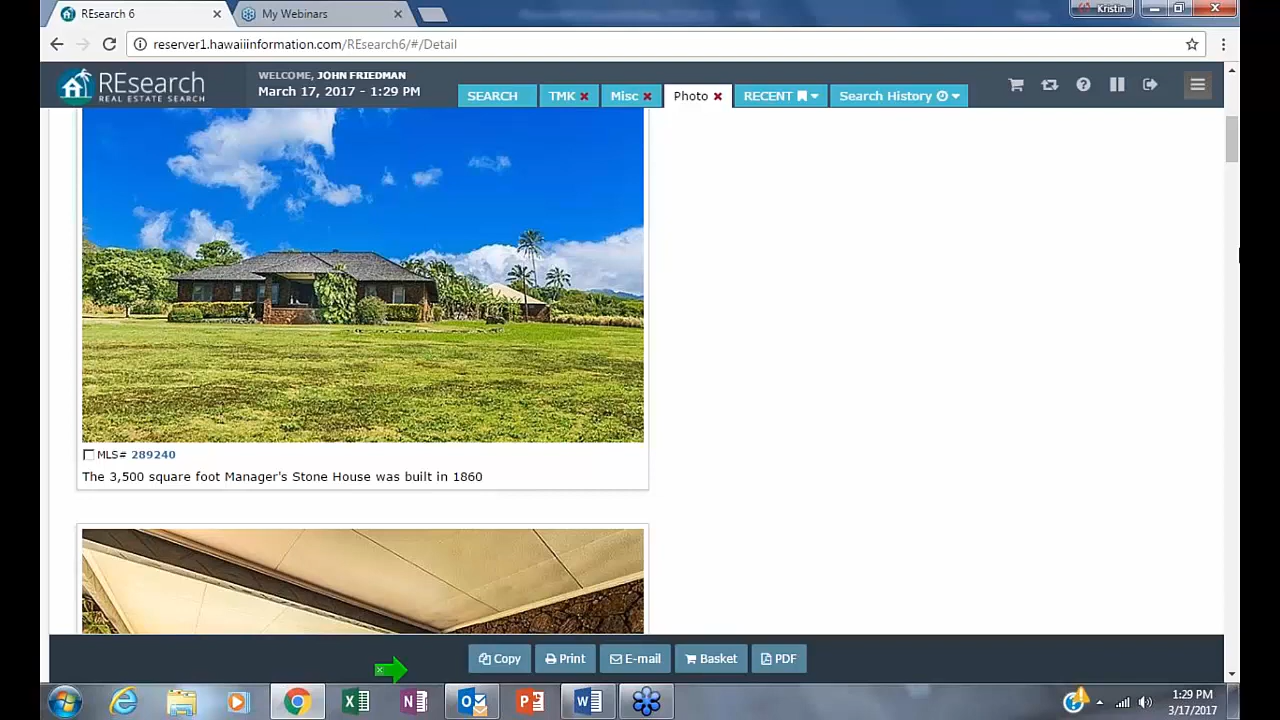 REsearch 6
My Webinars
Kristin
reserver1.hawaiiinformation.com/REsearch6/#/Detail
REsearch
REAL ESTATE SEARCH
WELCOME, JOHN FRIEDMAN
March 17, 2017 - 1:29 PM
SEARCH
TMK
Misc
Photo
RECENT
Search History
MLS# 289240
The 3,500 square foot Manager's Stone House was built in 1860
Copy
Print
E-mail
Basket
PDF
1:29 PM
3/17/2017